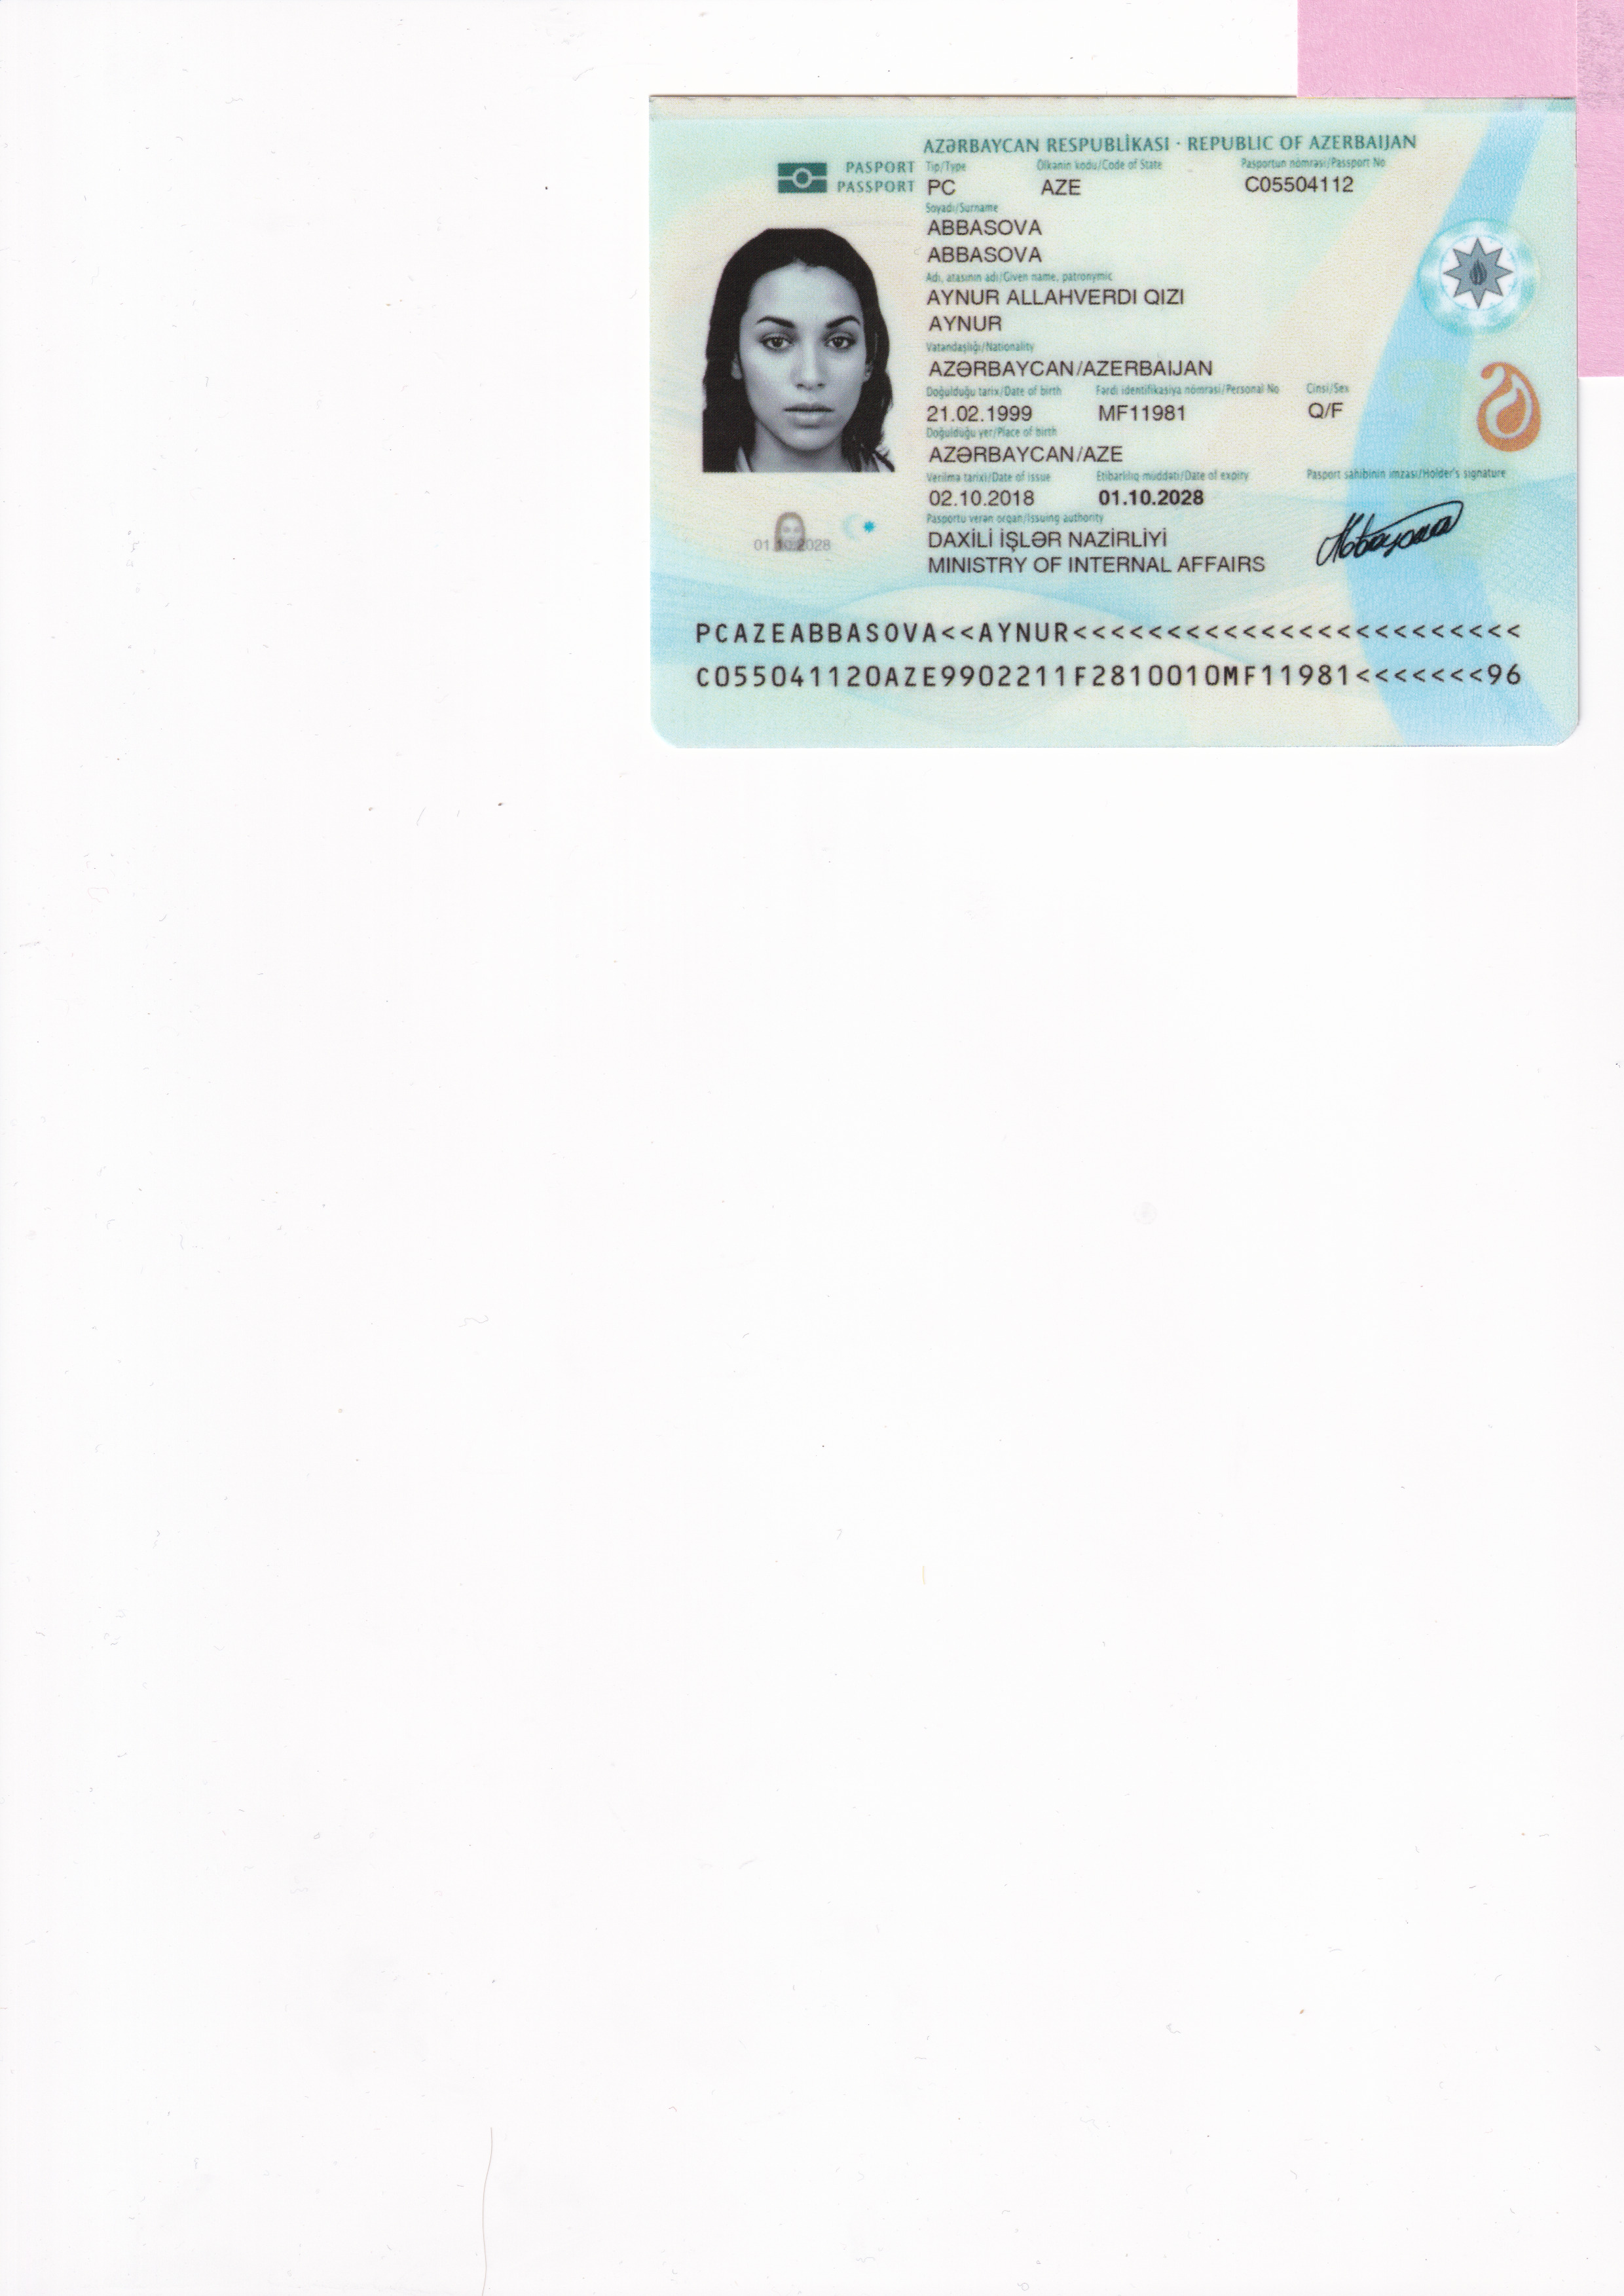 AZƏRBAYCAN RESPUBLİKASI · REPUBLIC OF AZERBAIJAN
PASPORT
PASSPORT
Tip/Type Ölkənin kodu/Code of State Pasportun nömrəsi/Passport No
PC AZE C05504112
Soyadı/Surname
ABBASOVA
ABBASOVA
Adı, atasının adı/Given name, patronymic
AYNUR ALLAHVERDI QIZI
AYNUR
Vətəndaşlığı/Nationality
AZƏRBAYCAN/AZERBAIJAN
Doğulduğu tarix/Date of birth Fərdi identifikasiya nömrəsi/Personal No Cinsi/Sex
21.02.1999 MF11981 Q/F
Doğulduğu yer/Place of birth
AZƏRBAYCAN/AZE
Verilmə tarixi/Date of issue Etibarlılıq müddəti/Date of expiry Pasport sahibinin imzası/Holder's signature
02.10.2018 01.10.2028
Pasportu verən orqan/Issuing authority
DAXİLİ İŞLƏR NAZİRLİYİ
MINISTRY OF INTERNAL AFFAIRS
01.10.2028
PCAZEABBASOVA<<AYNUR<<<<<<<<<<<<<<<<<<<<<<<<
C055041120AZE9902211F2810010MF11981<<<<<<<96